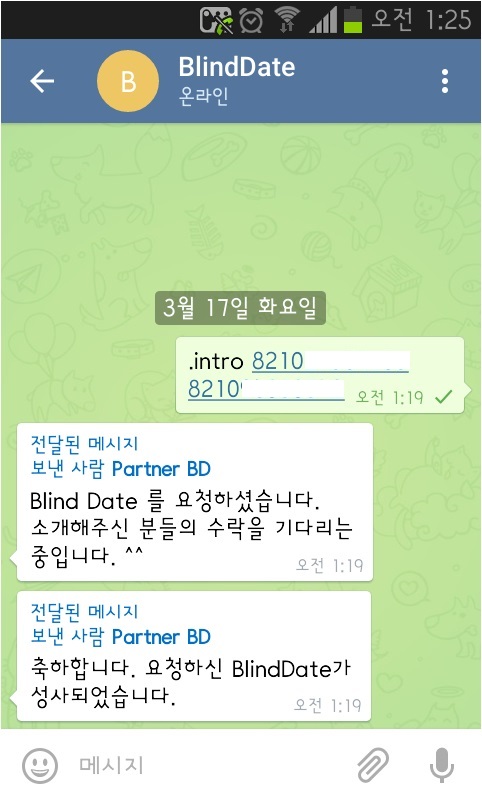 오전 1:25
B
BlindDate
온라인
3월 17일 화요일
.intro 8210
8210
오전 1:19
전달된 메시지
보낸 사람 Partner BD
Blind Date 를 요청하셨습니다.
소개해주신 분들의 수락을 기다리는
중입니다. ^^
오전 1:19
전달된 메시지
보낸 사람 Partner BD
축하합니다. 요청하신 BlindDate가
성사되었습니다.
오전 1:19
메시지